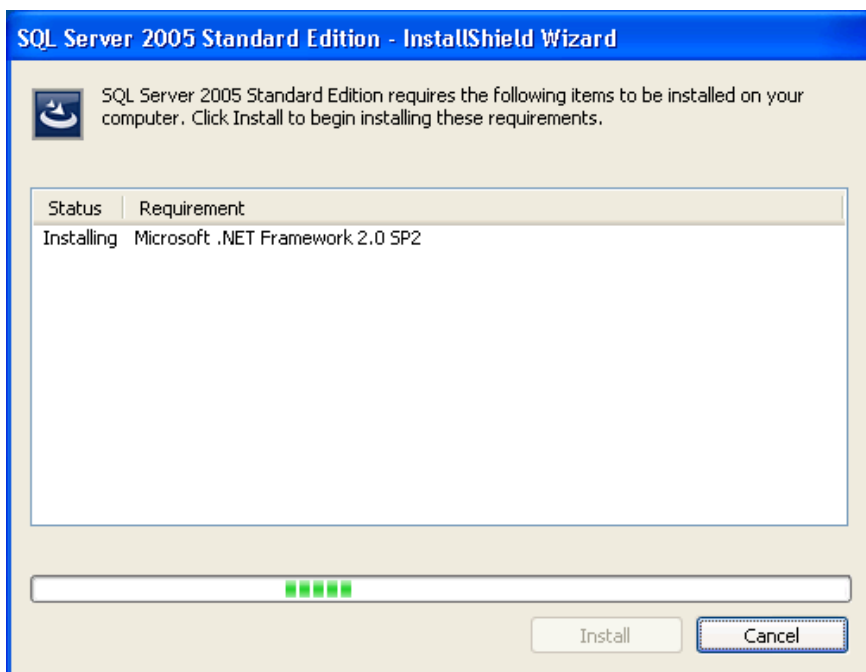 SQL Server 2005 Standard Edition - InstallShield Wizard
SQL Server 2005 Standard Edition requires the following items to be installed on your
computer. Click Install to begin installing these requirements.
Status Requirement
Installing Microsoft .NET Framework 2.0 SP2
Install Cancel